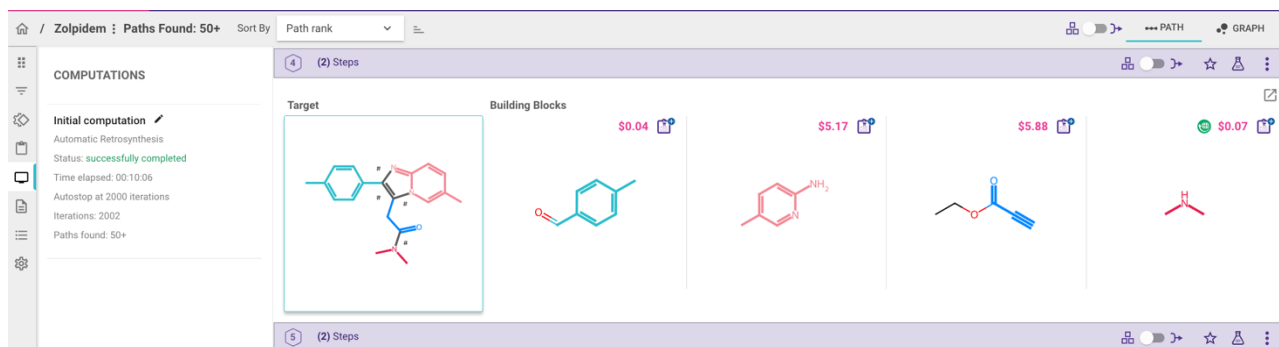 / Zolpidem ⋮ Paths Found: 50+ Sort By Path rank PATH GRAPH
4 (2) Steps
COMPUTATIONS
Initial computation
Automatic Retrosynthesis
Status: successfully completed
Time elapsed: 00:10:06
Autostop at 2000 iterations
Iterations: 2002
Paths found: 50+
Target Building Blocks
$0.04 $5.17 $5.88 $0.07
N
N
#
#
#
O
N
#
O
NH2
N
O
O
H
N
5 (2) Steps